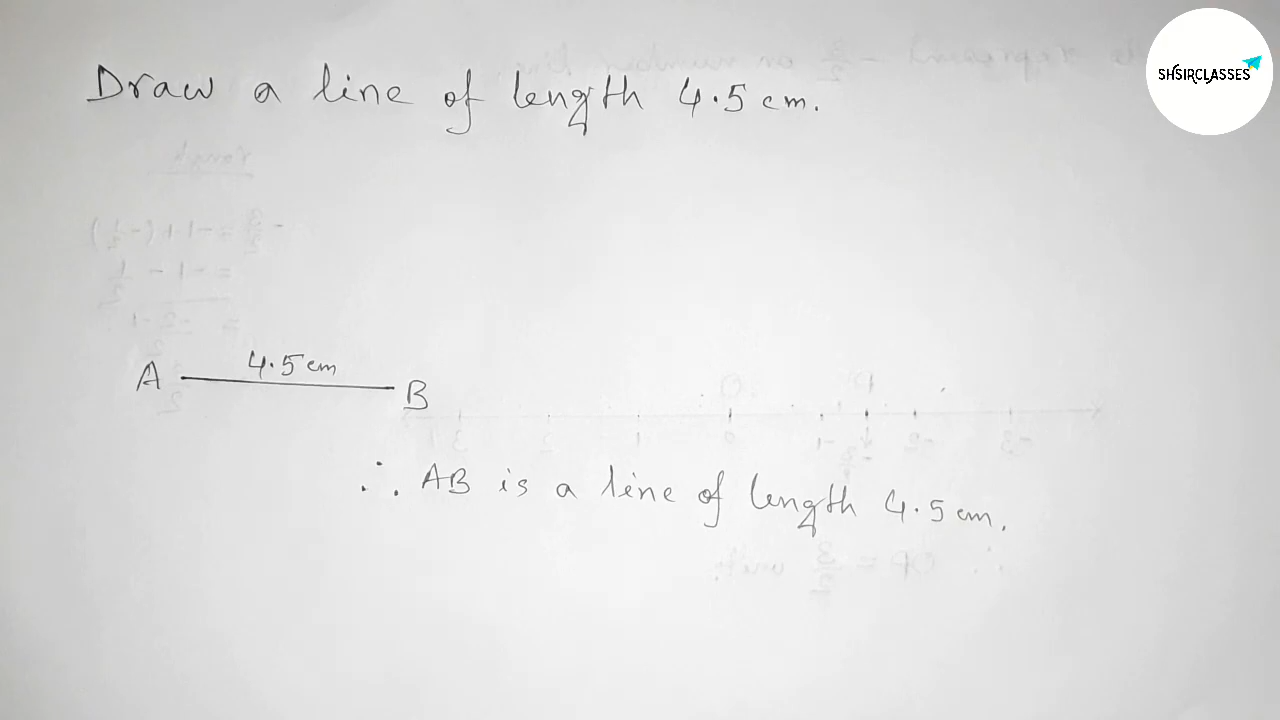 SHSIRCLASSES
Draw a line of length 4.5 cm.
A 4.5 cm B
∴ AB is a line of length 4.5 cm.